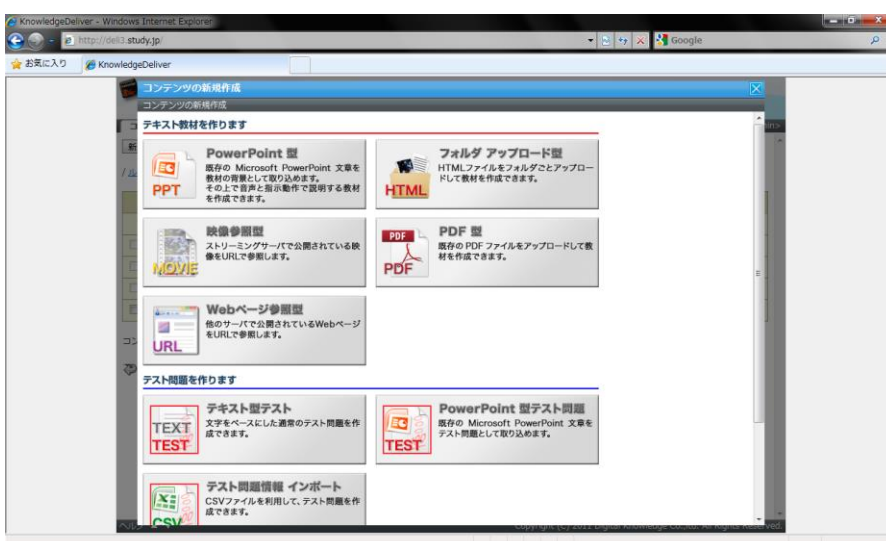 KnowledgeDeliver - Windows Internet Explorer
http://deli3.study.jp/
Google
お気に入り
KnowledgeDeliver
コンテンツの新規作成
コンテンツの新規作成
テキスト教材を作ります
PPT
PowerPoint 型
既存の Microsoft PowerPoint 文章を
教材の背景として取り込めます。
その上で音声と指示動作で説明する教材
を作成できます。
HTML
フォルダ アップロード型
HTMLファイルをフォルダごとアップロー
ドして教材を作成できます。
MOVIE
映像参照型
ストリーミングサーバで公開されている映
像をURLで参照します。
PDF
PDF
PDF 型
既存のPDFファイルをアップロードして教
材を作成できます。
URL
Webページ参照型
他のサーバで公開されているWebページ
をURLで参照します。
テスト問題を作ります
TEXT
TEST
テキスト型テスト
文字をベースにした通常のテスト問題を作
成できます。
TEST
PowerPoint 型テスト問題
既存の Microsoft PowerPoint 文章を
テスト問題として取り込めます。
CSV
テスト問題情報 インポート
CSVファイルを利用して、テスト問題を作
成できます。
Copyright (C) 2011 Digital Knowledge Co.,Ltd. All Rights Reserved.